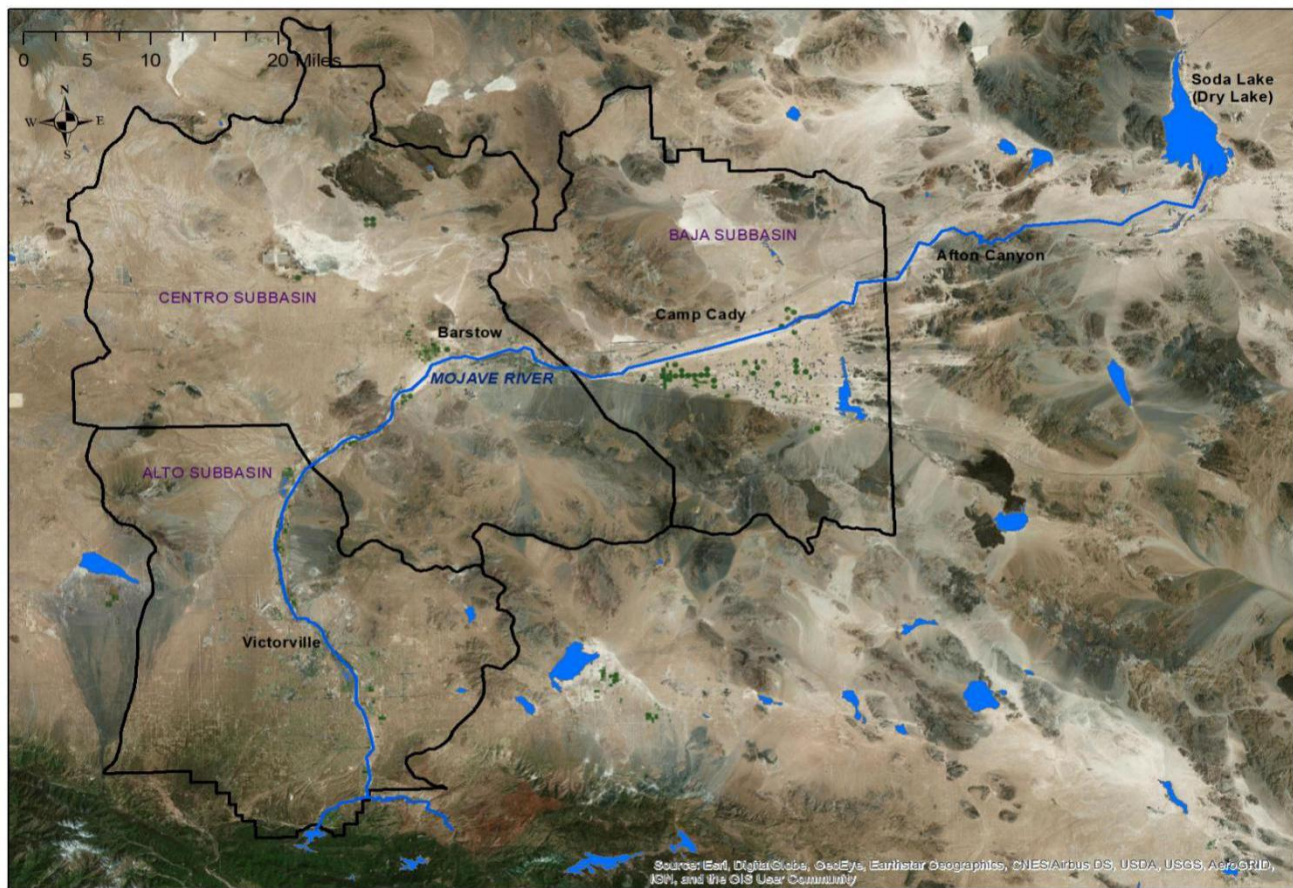 0 5 10 20 Miles
N
W E
S
Soda Lake
(Dry Lake)
BAJA SUBBASIN
Afton Canyon
CENTRO SUBBASIN
Camp Cady
Barstow
MOJAVE RIVER
ALTO SUBBASIN
Victorville
Source: Esri, DigitalGlobe, GeoEye, Earthstar Geographics, CNES/Airbus DS, USDA, USGS, AeroGRID,
IGN, and the GIS User Community